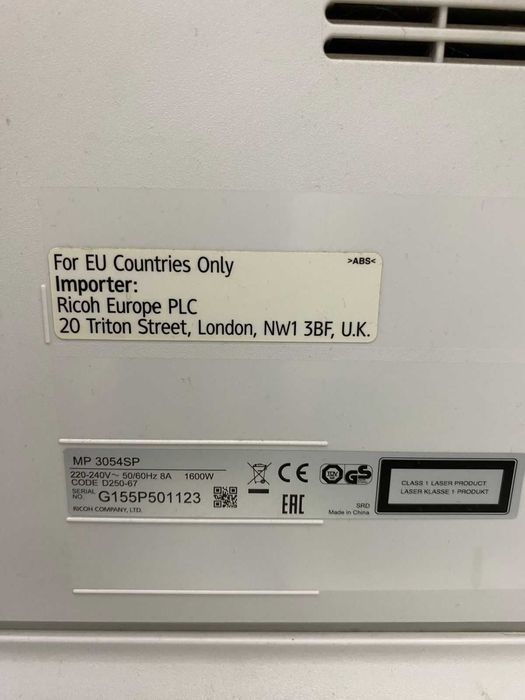 For EU Countries Only >ABS<
Importer:
Ricoh Europe PLC
20 Triton Street, London, NW1 3BF, U.K.
MP 3054SP
220-240V～ 50/60Hz 8A 1600W
CODE D250-67
SERIAL NO. G155P501123
RICOH COMPANY, LTD.
CE
GS
EAC
SRD
Made in China
CLASS 1 LASER PRODUCT
LASER KLASSE 1 PRODUKT